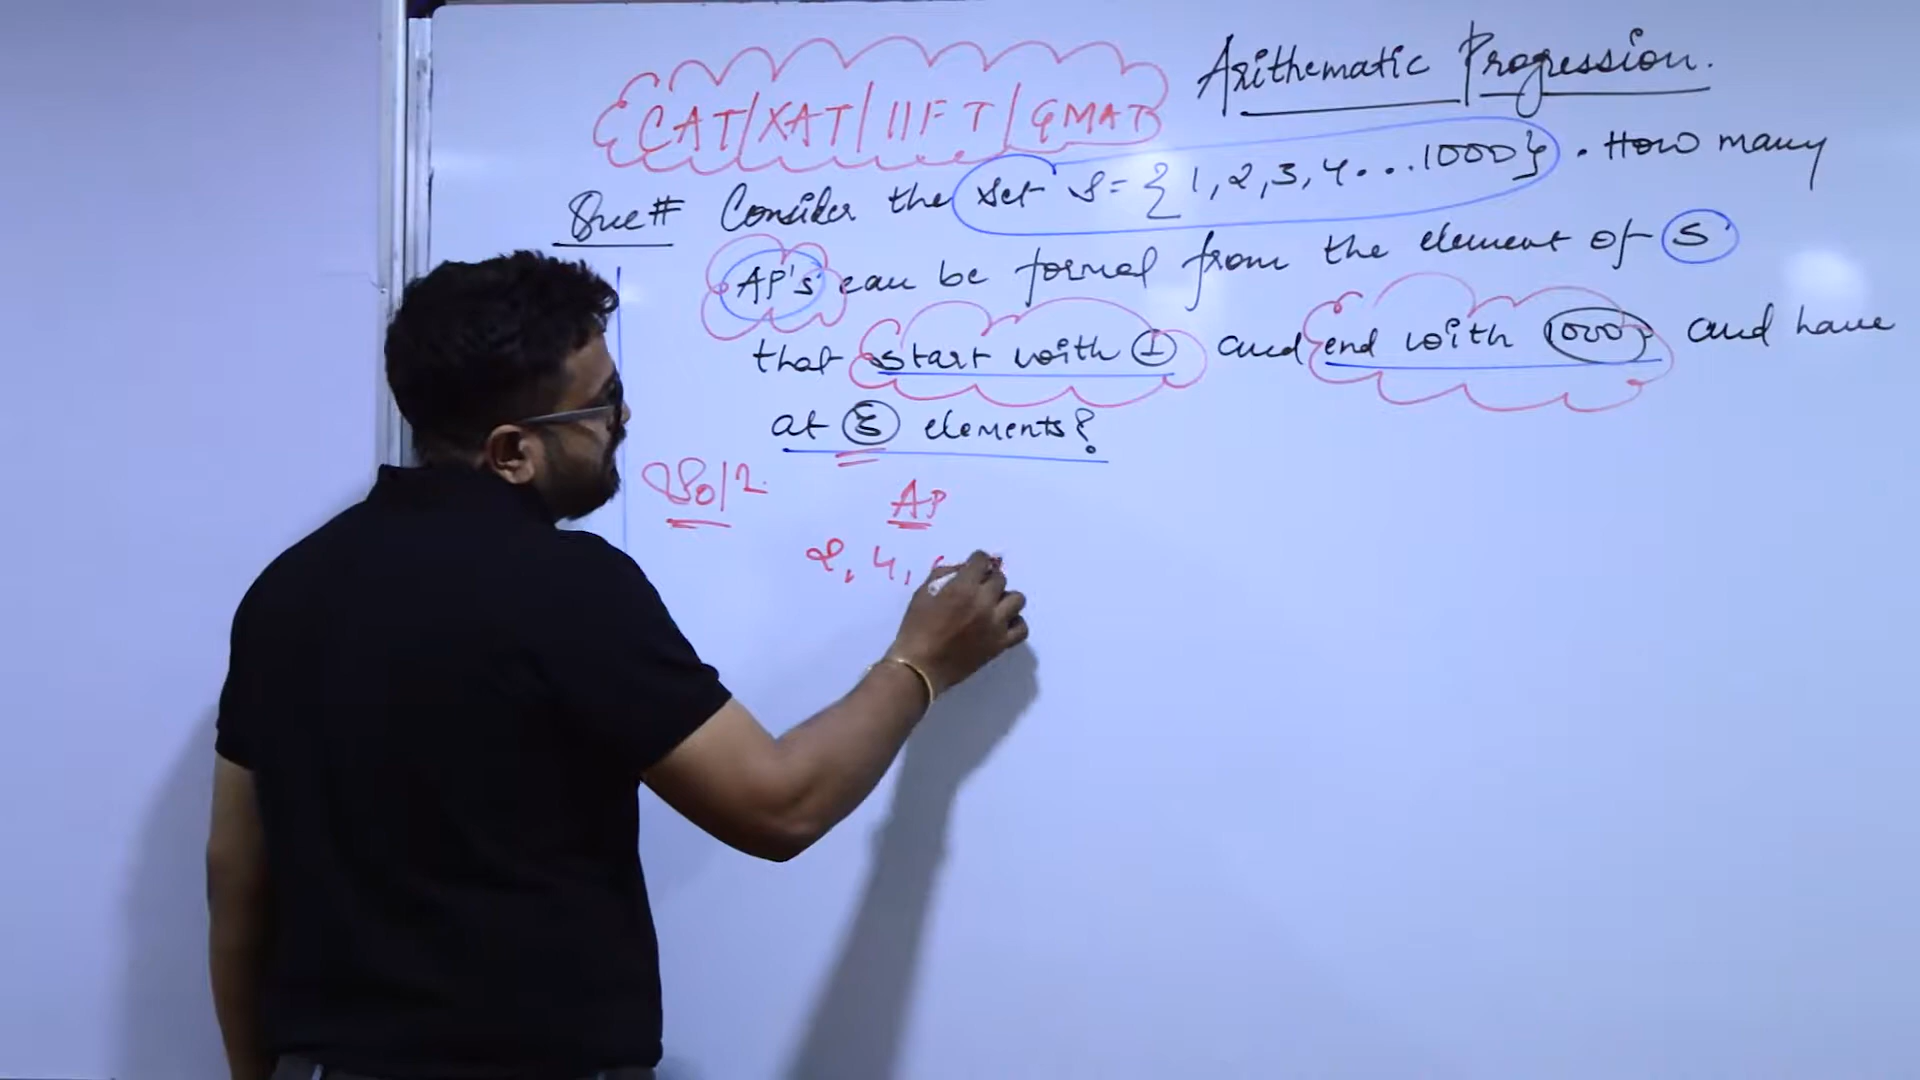 Arithematic Progression.
CAT/XAT/IIFT/GMAT
Que# Consider the set S = {1, 2, 3, 4...1000}. How many
AP's can be formed from the element of S
that start with 1 and end with 1000 and have
at 3 elements?
Sol^n.
AP
2, 4,